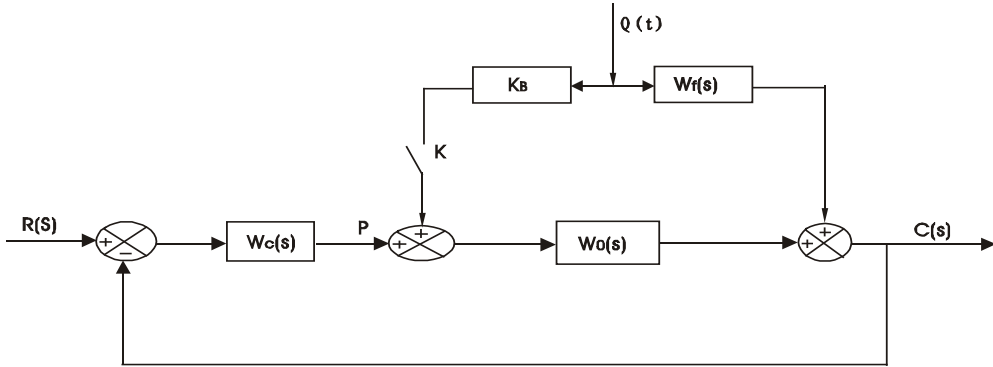 Q(t)
KB
Wf(s)
K
R(S)
+
−
Wc(s)
P
+
+
W0(s)
+
+
C(s)